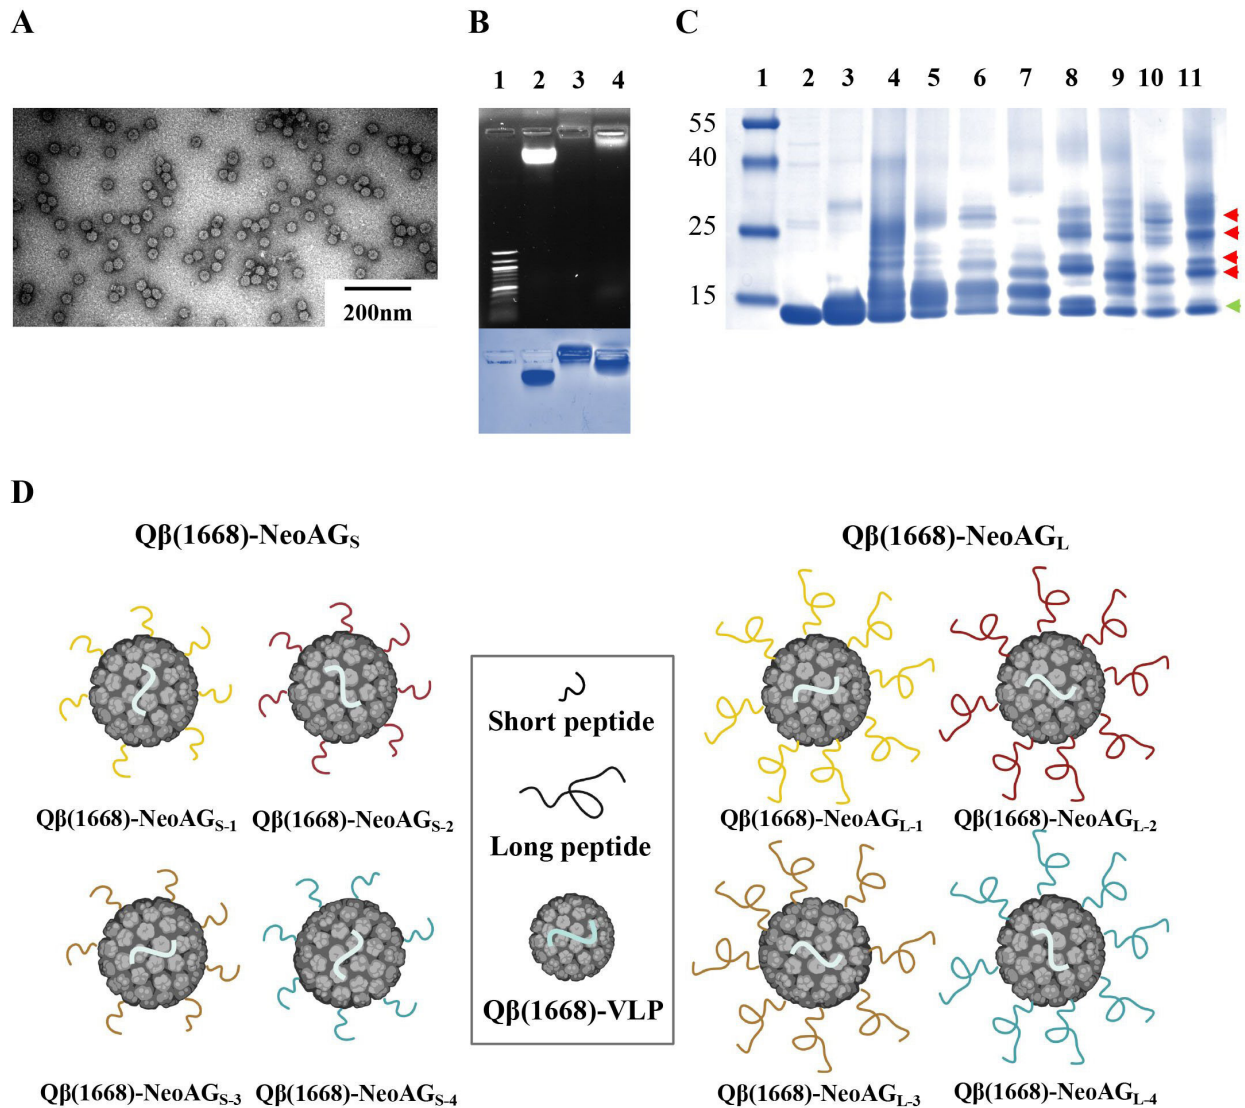 A
B
C
1 2 3 4
1 2 3 4 5 6 7 8 9 10 11
55
40
25
15
200nm
D
Qβ(1668)-NeoAGS
Qβ(1668)-NeoAGL
Short peptide
Long peptide
Qβ(1668)-VLP
Qβ(1668)-NeoAGS-1
Qβ(1668)-NeoAGS-2
Qβ(1668)-NeoAGL-1
Qβ(1668)-NeoAGL-2
Qβ(1668)-NeoAGS-3
Qβ(1668)-NeoAGS-4
Qβ(1668)-NeoAGL-3
Qβ(1668)-NeoAGL-4